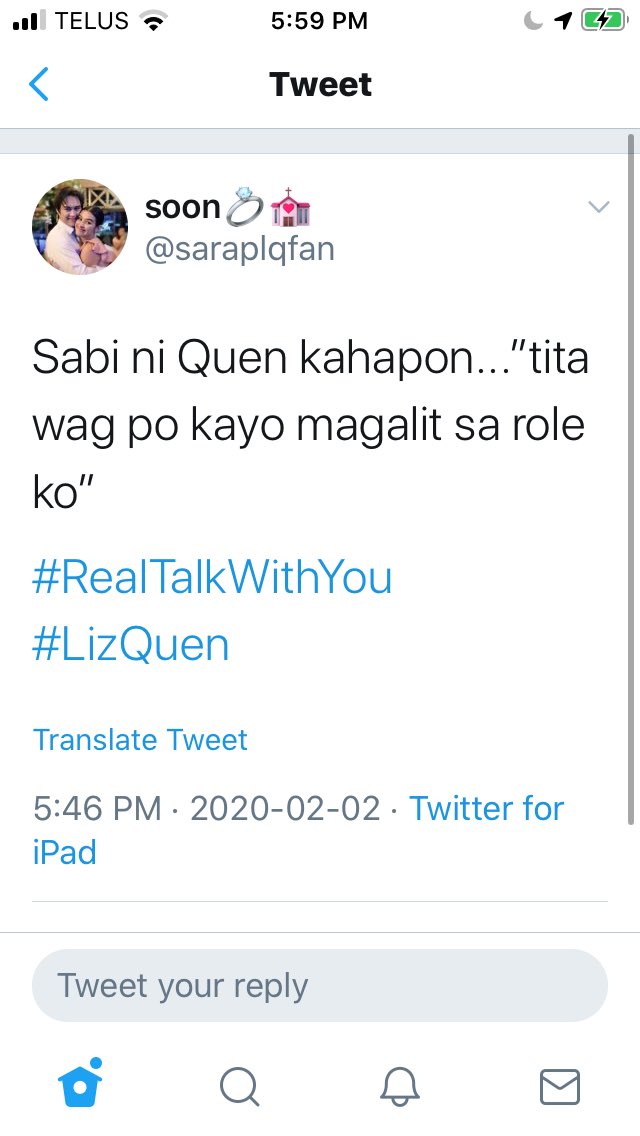 TELUS 5:59 PM
Tweet
soon💍💒
@saraplqfan
Sabi ni Quen kahapon..."tita
wag po kayo magalit sa role
ko"
#RealTalkWithYou
#LizQuen
Translate Tweet
5:46 PM · 2020-02-02 · Twitter for
iPad
Tweet your reply